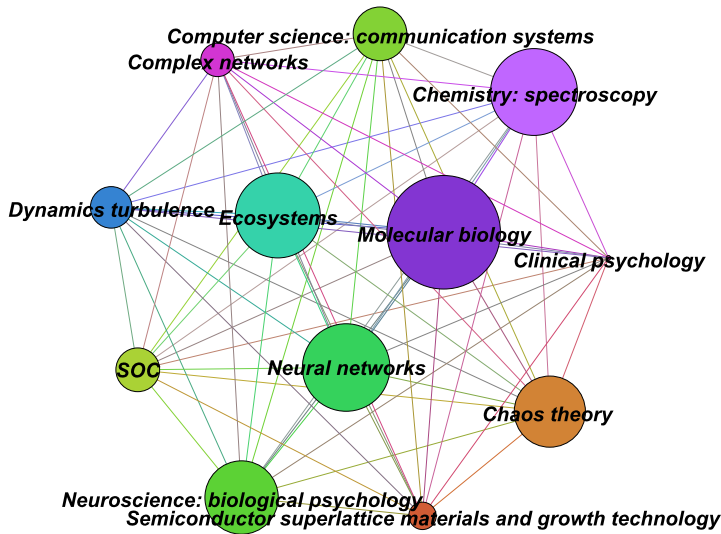 Computer science: communication systems
Complex networks
Chemistry: spectroscopy
Dynamics turbulence
Ecosystems
Molecular biology
Clinical psychology
SOC
Neural networks
Chaos theory
Neuroscience: biological psychology
Semiconductor superlattice materials and growth technology